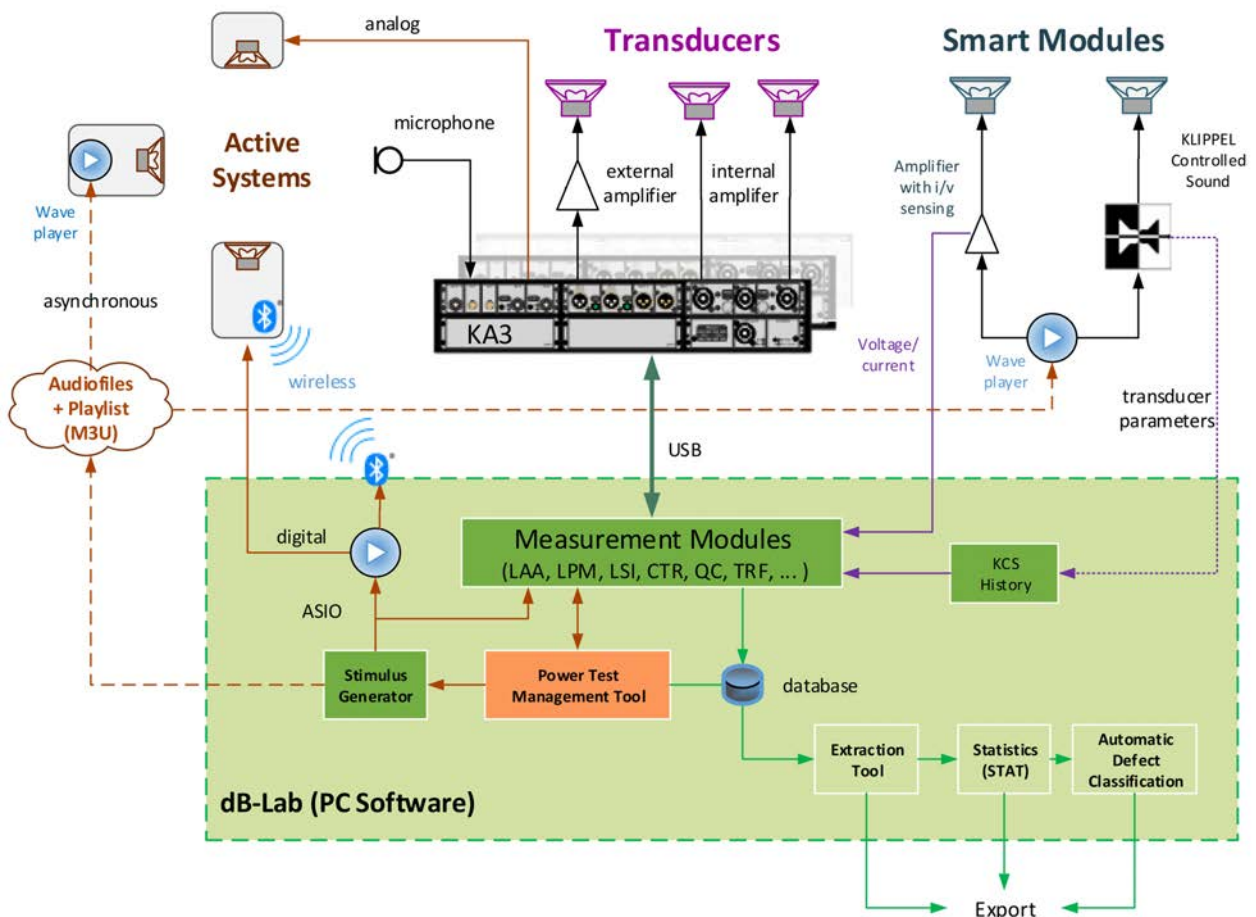 analog
Transducers
Smart Modules
microphone
Active
Systems
external
amplifier
internal
amplifer
Amplifier
with i/v
sensing
KLIPPEL
Controlled
Sound
Wave
player
asynchronous
KA3
wireless
Voltage/
current
Wave
player
transducer
parameters
Audiofiles
+ Playlist
(M3U)
USB
digital
Measurement Modules
(LAA, LPM, LSI, CTR, QC, TRF, ... )
KCS
History
ASIO
Stimulus
Generator
Power Test
Management Tool
database
Extraction
Tool
Statistics
(STAT)
Automatic
Defect
Classification
dB-Lab (PC Software)
Export